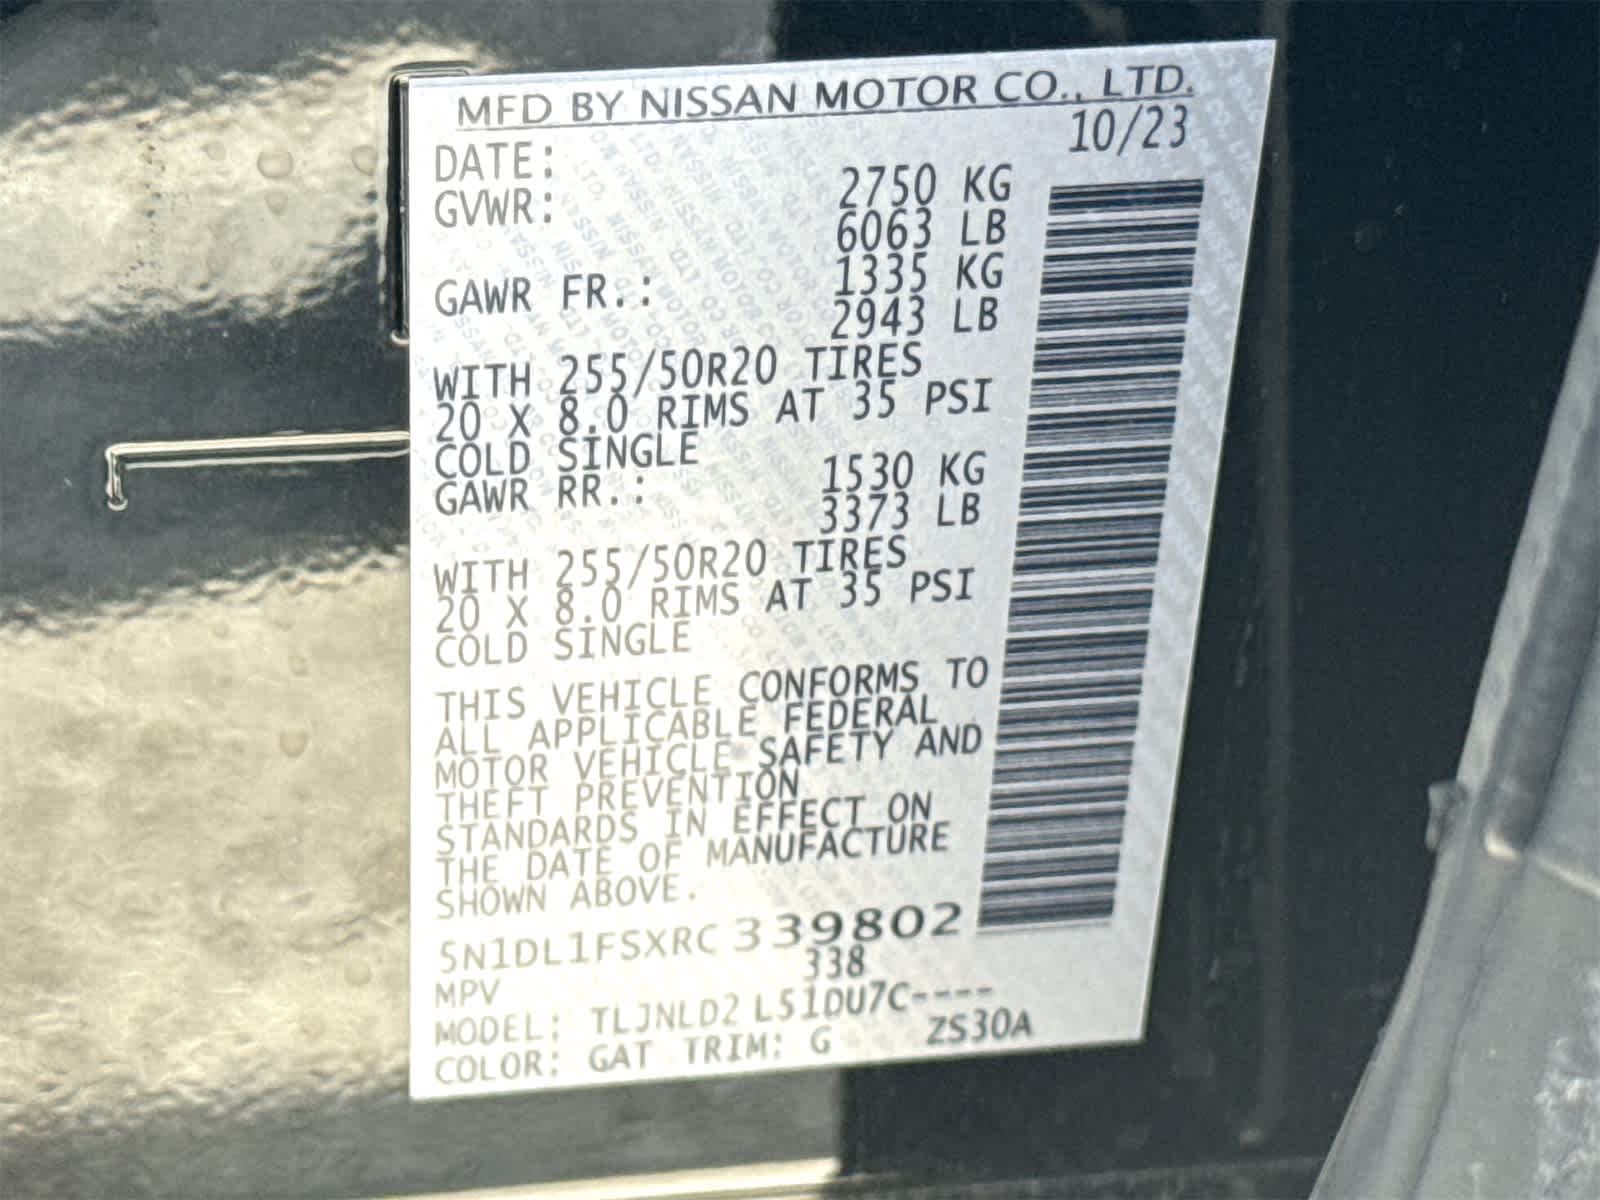 MFD BY NISSAN MOTOR CO., LTD.
DATE: 10/23
GVWR: 2750 KG
6063 LB
GAWR FR.: 1335 KG
2943 LB
WITH 255/50R20 TIRES
20 X 8.0 RIMS AT 35 PSI
COLD SINGLE
GAWR RR.: 1530 KG
3373 LB
WITH 255/50R20 TIRES
20 X 8.0 RIMS AT 35 PSI
COLD SINGLE
THIS VEHICLE CONFORMS TO
ALL APPLICABLE FEDERAL
MOTOR VEHICLE SAFETY AND
THEFT PREVENTION
STANDARDS IN EFFECT ON
THE DATE OF MANUFACTURE
SHOWN ABOVE.
5N1DL1FSXRC339802
338
MPV
MODEL: TLJNLD2 L51DU7C----
COLOR: GAT TRIM: G ZS30A